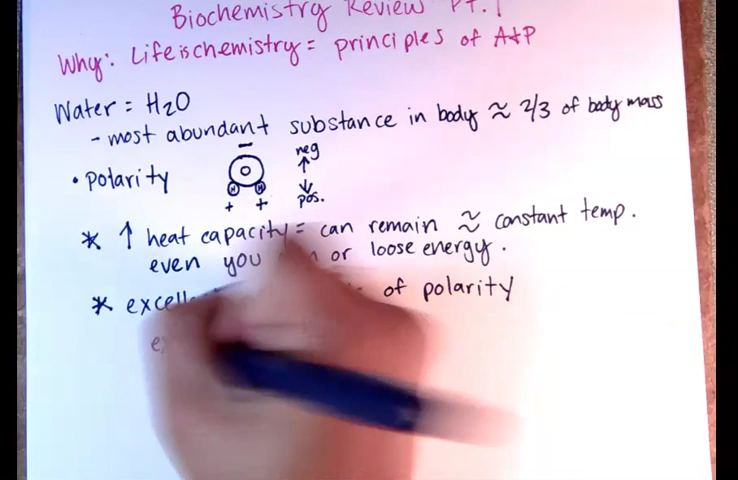 Biochemistry Review Pt. 1
Why: Life is chemistry = principles of A&P
Water = H2O
- most abundant substance in body ≈ 2/3 of body mass
• polarity
−
neg
↑
↓
pos.
O
H H
+ +
* ↑ heat capacity = can remain ≈ constant temp.
even you or loose energy.
* of polarity